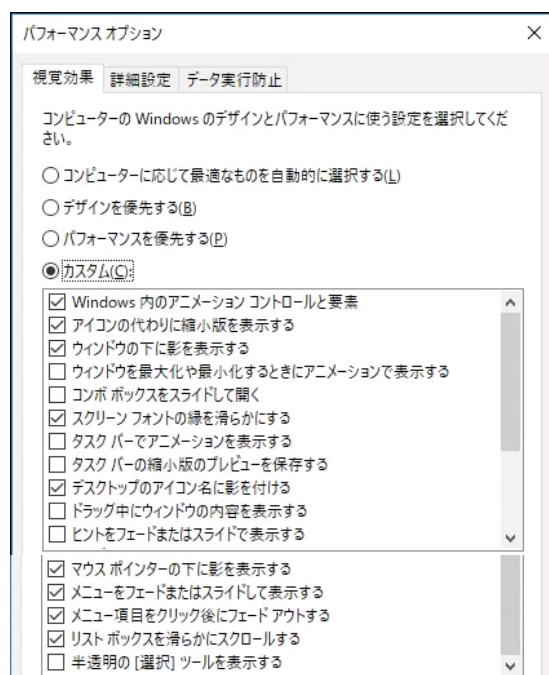 パフォーマンス オプション
視覚効果 詳細設定 データ実行防止
コンピューターの Windows のデザインとパフォーマンスに使う設定を選択してくだ
さい。
コンピューターに応じて最適なものを自動的に選択する(L)
デザインを優先する(B)
パフォーマンスを優先する(P)
カスタム(C):
Windows 内のアニメーション コントロールと要素
アイコンの代わりに縮小版を表示する
ウィンドウの下に影を表示する
ウィンドウを最大化や最小化するときにアニメーションで表示する
コンボ ボックスをスライドして開く
スクリーン フォントの縁を滑らかにする
タスク バーでアニメーションを表示する
タスク バーの縮小版のプレビューを保存する
デスクトップのアイコン名に影を付ける
ドラッグ中にウィンドウの内容を表示する
ヒントをフェードまたはスライドで表示する
マウス ポインターの下に影を表示する
メニューをフェードまたはスライドして表示する
メニュー項目をクリック後にフェード アウトする
リスト ボックスを滑らかにスクロールする
半透明の [選択] ツールを表示する